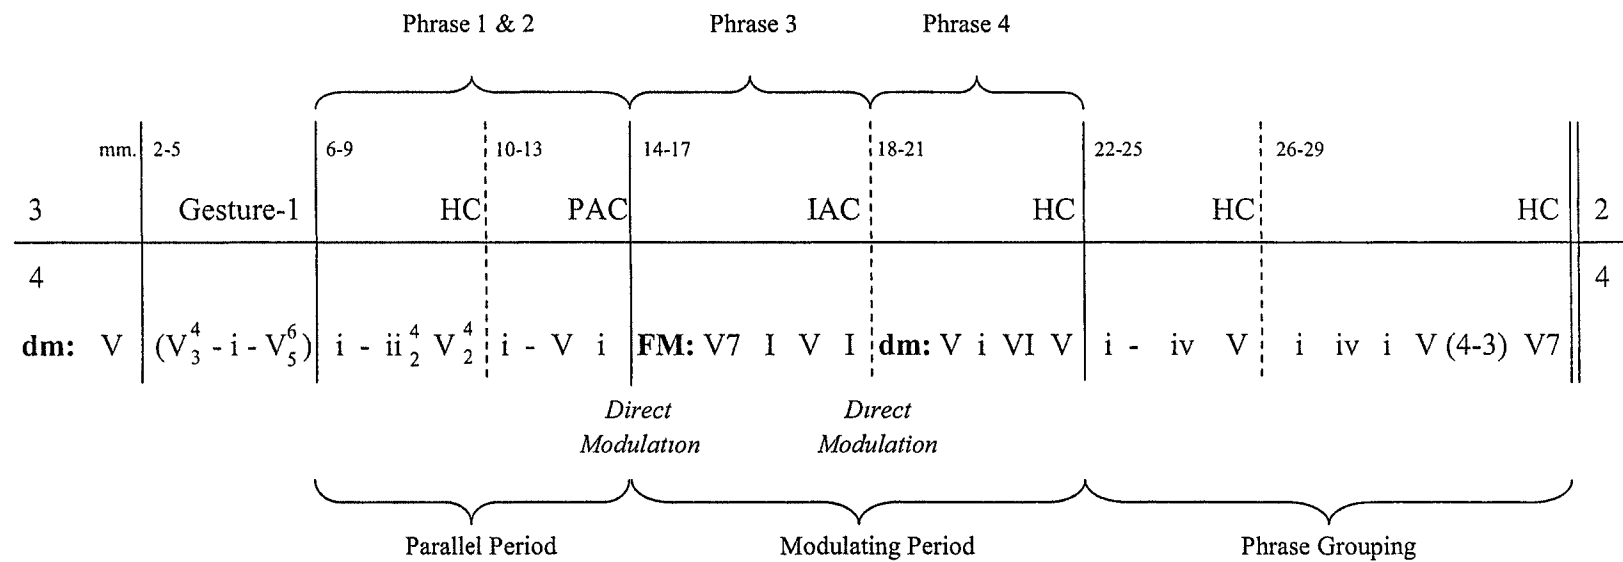 Phrase 1 & 2 Phrase 3 Phrase 4
mm. 2-5 6-9 10-13 14-17 18-21 22-25 26-29
3 Gesture-1 HC PAC IAC HC HC HC 2
4 4
dm: V (V4/3 - i - V6/5) i - ii4/2 V4/2 i - V i FM: V7 I V I dm: V i VI V i - iv V i iv i V (4-3) V7
Direct Direct
Modulation Modulation
Parallel Period Modulating Period Phrase Grouping